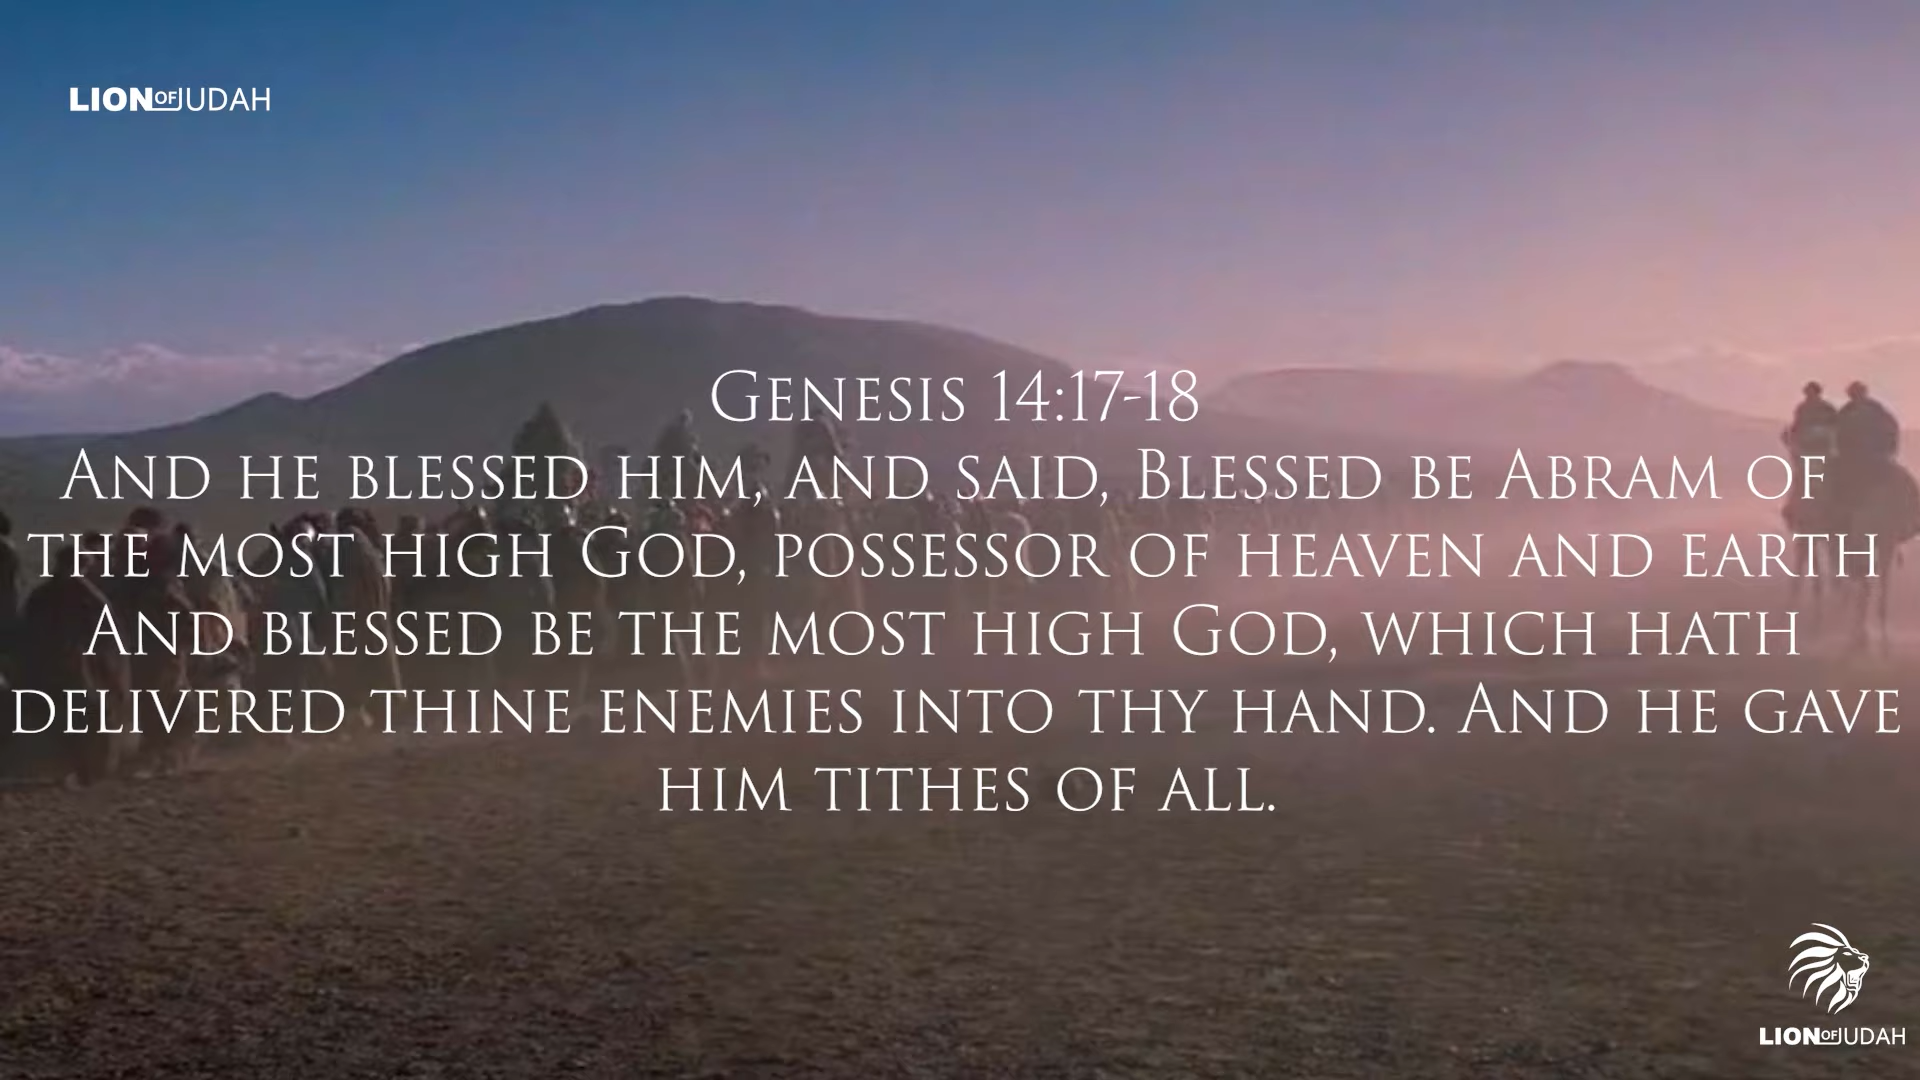 LION OF JUDAH
Genesis 14:17-18
And he blessed him, and said, Blessed be Abram of
the most high God, possessor of heaven and earth
And blessed be the most high God, which hath
delivered thine enemies into thy hand. And he gave
him tithes of all.
LION OF JUDAH